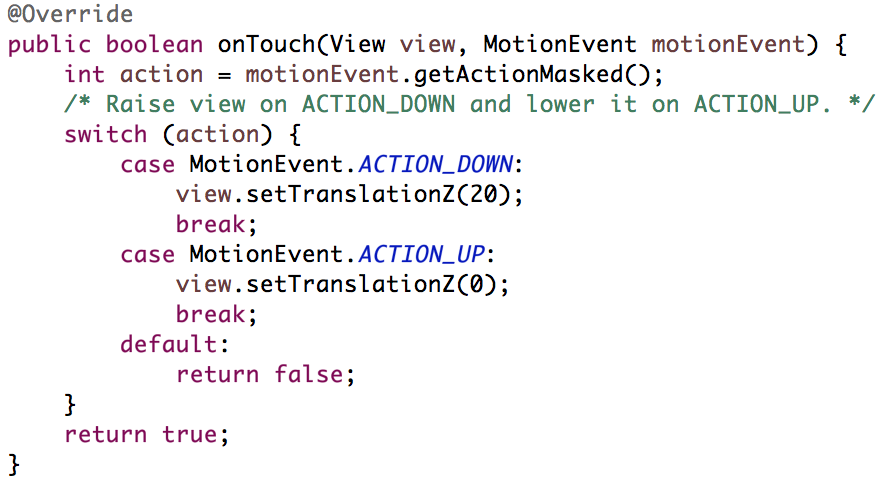 @Override
public boolean onTouch(View view, MotionEvent motionEvent) {
    int action = motionEvent.getActionMasked();
    /* Raise view on ACTION_DOWN and lower it on ACTION_UP. */
    switch (action) {
        case MotionEvent.ACTION_DOWN:
            view.setTranslationZ(20);
            break;
        case MotionEvent.ACTION_UP:
            view.setTranslationZ(0);
            break;
        default:
            return false;
    }
    return true;
}